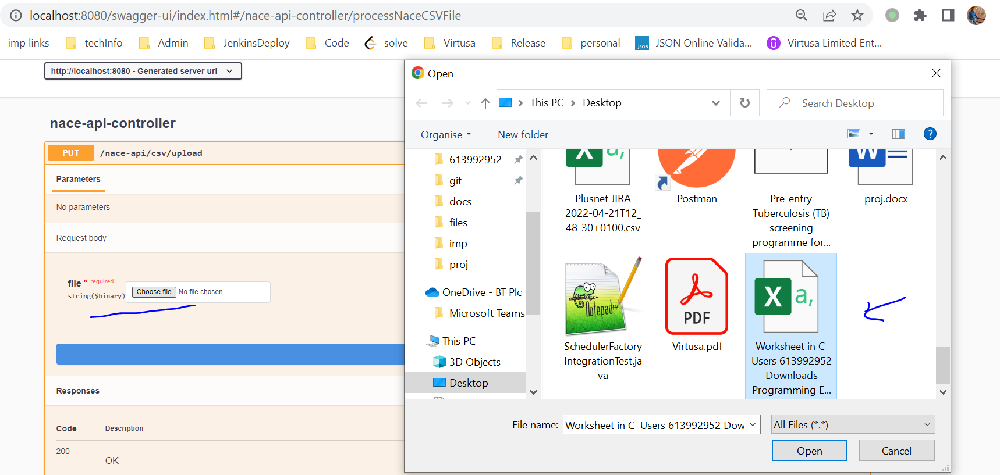 localhost:8080/swagger-ui/index.html#/nace-api-controller/processNaceCSVFile
imp links techInfo Admin JenkinsDeploy Code solve Virtusa Release personal JSON JSON Online Valida... Virtusa Limited Ent...
http://localhost:8080 - Generated server url
nace-api-controller
PUT /nace-api/csv/upload
Parameters
No parameters
Request body
file * required
string($binary)
Choose file No file chosen
Responses
Code Description
200
OK
Open
This PC > Desktop
Search Desktop
Organise New folder
?
613992952
git
docs
files
imp
proj
OneDrive - BT Plc
Microsoft Teams
This PC
3D Objects
Desktop
X a,
Plusnet JIRA
2022-04-21T12_
48_30+0100.csv
Postman
Pre-entry
Tuberculosis (TB)
screening
programme for...
W
proj.docx
Notepad++
SchedulerFactory
IntegrationTest.ja
va
PDF
Virtusa.pdf
X a,
Worksheet in C
Users 613992952
Downloads
Programming E...
File name: Worksheet in C Users 613992952 Dow
All Files (*.*)
Open Cancel